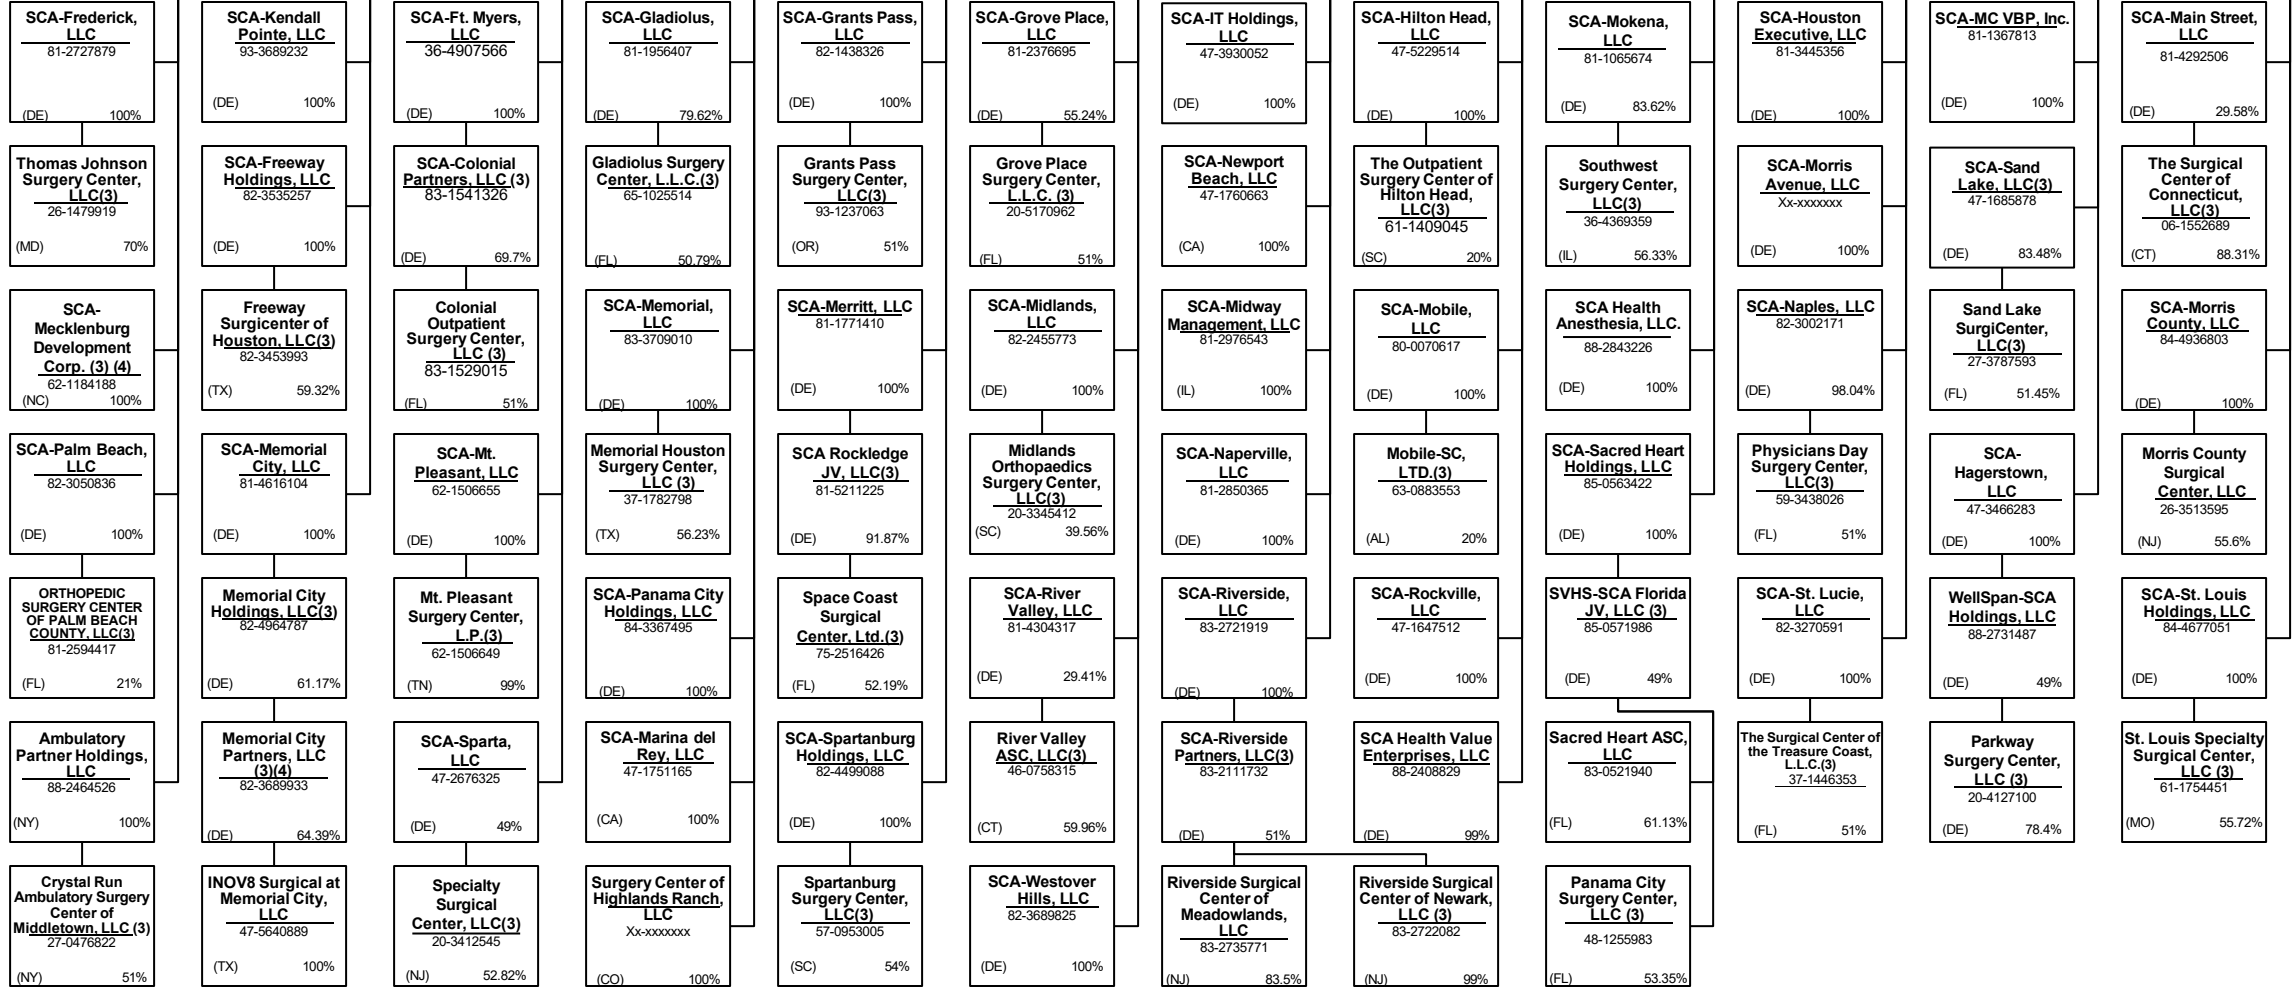 SCA-Frederick,
LLC
81-2727879
(DE) 100%
SCA-Kendall
Pointe, LLC
93-3689232
(DE) 100%
SCA-Ft. Myers,
LLC
36-4907566
(DE) 100%
SCA-Gladiolus,
LLC
81-1956407
(DE) 79.62%
SCA-Grants Pass,
LLC
82-1438326
(DE) 100%
SCA-Grove Place,
LLC
81-2376695
(DE) 55.24%
SCA-IT Holdings,
LLC
47-3930052
(DE) 100%
SCA-Hilton Head,
LLC
47-5229514
(DE) 100%
SCA-Mokena,
LLC
81-1065674
(DE) 83.62%
SCA-Houston
Executive, LLC
81-3445356
(DE) 100%
SCA-MC VBP, Inc.
81-1367813
(DE) 100%
SCA-Main Street,
LLC
81-4292506
(DE) 29.58%
Thomas Johnson
Surgery Center,
LLC(3)
26-1479919
(MD) 70%
SCA-Freeway
Holdings, LLC
82-3535257
(DE) 100%
SCA-Colonial
Partners, LLC (3)
83-1541326
(DE) 69.7%
Gladiolus Surgery
Center, L.L.C.(3)
65-1025514
(FL) 50.79%
Grants Pass
Surgery Center,
LLC(3)
93-1237063
(OR) 51%
Grove Place
Surgery Center,
L.L.C. (3)
20-5170962
(FL) 51%
SCA-Newport
Beach, LLC
47-1760663
(CA) 100%
The Outpatient
Surgery Center of
Hilton Head,
LLC(3)
61-1409045
(SC) 20%
Southwest
Surgery Center,
LLC(3)
36-4369359
(IL) 56.33%
SCA-Morris
Avenue, LLC
Xx-xxxxxxx
(DE) 100%
SCA-Sand
Lake, LLC(3)
47-1685878
(DE) 83.48%
The Surgical
Center of
Connecticut,
LLC(3)
06-1552689
(CT) 88.31%
SCA-
Mecklenburg
Development
Corp. (3) (4)
62-1184188
(NC) 100%
Freeway
Surgicenter of
Houston, LLC(3)
82-3453993
(TX) 59.32%
Colonial
Outpatient
Surgery Center,
LLC (3)
83-1529015
(FL) 51%
SCA-Memorial,
LLC
83-3709010
(DE) 100%
SCA-Merritt, LLC
81-1771410
(DE) 100%
SCA-Midlands,
LLC
82-2455773
(DE) 100%
SCA-Midway
Management, LLC
81-2976543
(IL) 100%
SCA-Mobile,
LLC
80-0070617
(DE) 100%
SCA Health
Anesthesia, LLC.
88-2843226
(DE) 100%
SCA-Naples, LLC
82-3002171
(DE) 98.04%
Sand Lake
SurgiCenter,
LLC(3)
27-3787593
(FL) 51.45%
SCA-Morris
County, LLC
84-4936803
(DE) 100%
SCA-Palm Beach,
LLC
82-3050836
(DE) 100%
SCA-Memorial
City, LLC
81-4616104
(DE) 100%
SCA-Mt.
Pleasant, LLC
62-1506655
(DE) 100%
Memorial Houston
Surgery Center,
LLC (3)
37-1782798
(TX) 56.23%
SCA Rockledge
JV, LLC(3)
81-5211225
(DE) 91.87%
Midlands
Orthopaedics
Surgery Center,
LLC(3)
20-3345412
(SC) 39.56%
SCA-Naperville,
LLC
81-2850365
(DE) 100%
Mobile-SC,
LTD.(3)
63-0883553
(AL) 20%
SCA-Sacred Heart
Holdings, LLC
85-0563422
(DE) 100%
Physicians Day
Surgery Center,
LLC(3)
59-3438026
(FL) 51%
SCA-
Hagerstown,
LLC
47-3466283
(DE) 100%
Morris County
Surgical
Center, LLC
26-3513595
(NJ) 55.6%
ORTHOPEDIC
SURGERY CENTER
OF PALM BEACH
COUNTY, LLC(3)
81-2594417
(FL) 21%
Memorial City
Holdings, LLC(3)
82-4964787
(DE) 61.17%
Mt. Pleasant
Surgery Center,
L.P.(3)
62-1506649
(TN) 99%
SCA-Panama City
Holdings, LLC
84-3367495
(DE) 100%
Space Coast
Surgical
Center, Ltd.(3)
75-2516426
(FL) 52.19%
SCA-River
Valley, LLC
81-4304317
(DE) 29.41%
SCA-Riverside,
LLC
83-2721919
(DE) 100%
SCA-Rockville,
LLC
47-1647512
(DE) 100%
SVHS-SCA Florida
JV, LLC (3)
85-0571986
(DE) 49%
SCA-St. Lucie,
LLC
82-3270591
(DE) 100%
WellSpan-SCA
Holdings, LLC
88-2731487
(DE) 49%
SCA-St. Louis
Holdings, LLC
84-4677051
(DE) 100%
Ambulatory
Partner Holdings,
LLC
88-2464526
(NY) 100%
Memorial City
Partners, LLC
(3)(4)
82-3689933
(DE) 64.39%
SCA-Sparta,
LLC
47-2676325
(DE) 49%
SCA-Marina del
Rey, LLC
47-1751165
(CA) 100%
SCA-Spartanburg
Holdings, LLC
82-4499088
(DE) 100%
River Valley
ASC, LLC(3)
46-0758315
(CT) 59.96%
SCA-Riverside
Partners, LLC(3)
83-2111732
(DE) 51%
SCA Health Value
Enterprises, LLC
88-2408829
(DE) 99%
Sacred Heart ASC,
LLC
83-0521940
(FL) 61.13%
The Surgical Center of
the Treasure Coast,
L.L.C.(3)
37-1446353
(FL) 51%
Parkway
Surgery Center,
LLC (3)
20-4127100
(DE) 78.4%
St. Louis Specialty
Surgical Center,
LLC (3)
61-1754451
(MO) 55.72%
Crystal Run
Ambulatory Surgery
Center of
Middletown, LLC (3)
27-0476822
(NY) 51%
INOV8 Surgical at
Memorial City,
LLC
47-5640889
(TX) 100%
Specialty
Surgical
Center, LLC(3)
20-3412545
(NJ) 52.82%
Surgery Center of
Highlands Ranch,
LLC
Xx-xxxxxxx
(CO) 100%
Spartanburg
Surgery Center,
LLC(3)
57-0953005
(SC) 54%
SCA-Westover
Hills, LLC
82-3689825
(DE) 100%
Riverside Surgical
Center of
Meadowlands,
LLC
83-2735771
(NJ) 83.5%
Riverside Surgical
Center of Newark,
LLC (3)
83-2722082
(NJ) 99%
Panama City
Surgery Center,
LLC (3)
48-1255983
(FL) 53.35%